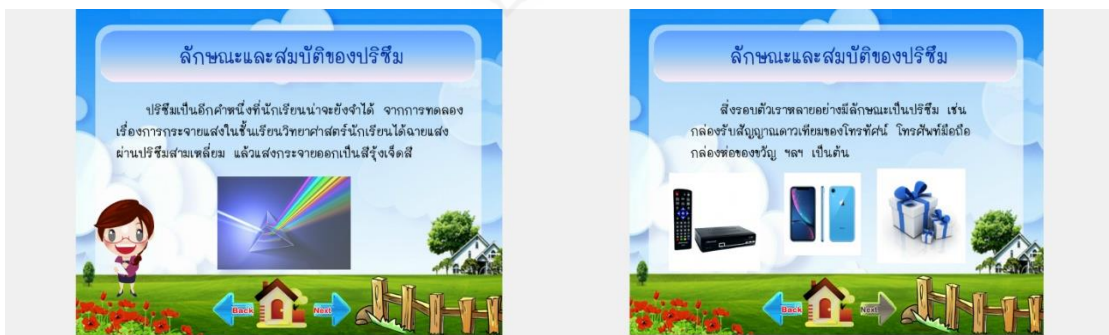 ลักษณะและสมบัติของปริซึม
ปริซึมเป็นอีกคำหนึ่งที่นักเรียนน่าจะยังจำได้ จากการทดลอง
เรื่องการกระจายแสงในชั้นเรียนวิทยาศาสตร์นักเรียนได้ฉายแสง
ผ่านปริซึมสามเหลี่ยม แล้วแสงกระจายออกเป็นสีรุ้งเจ็ดสี
Back
Next
ลักษณะและสมบัติของปริซึม
สิ่งรอบตัวเราหลายอย่างมีลักษณะเป็นปริซึม เช่น
กล่องรับสัญญาณดาวเทียมของโทรทัศน์ โทรศัพท์มือถือ
กล่องห่อของขวัญ ฯลฯ เป็นต้น
Back
Next